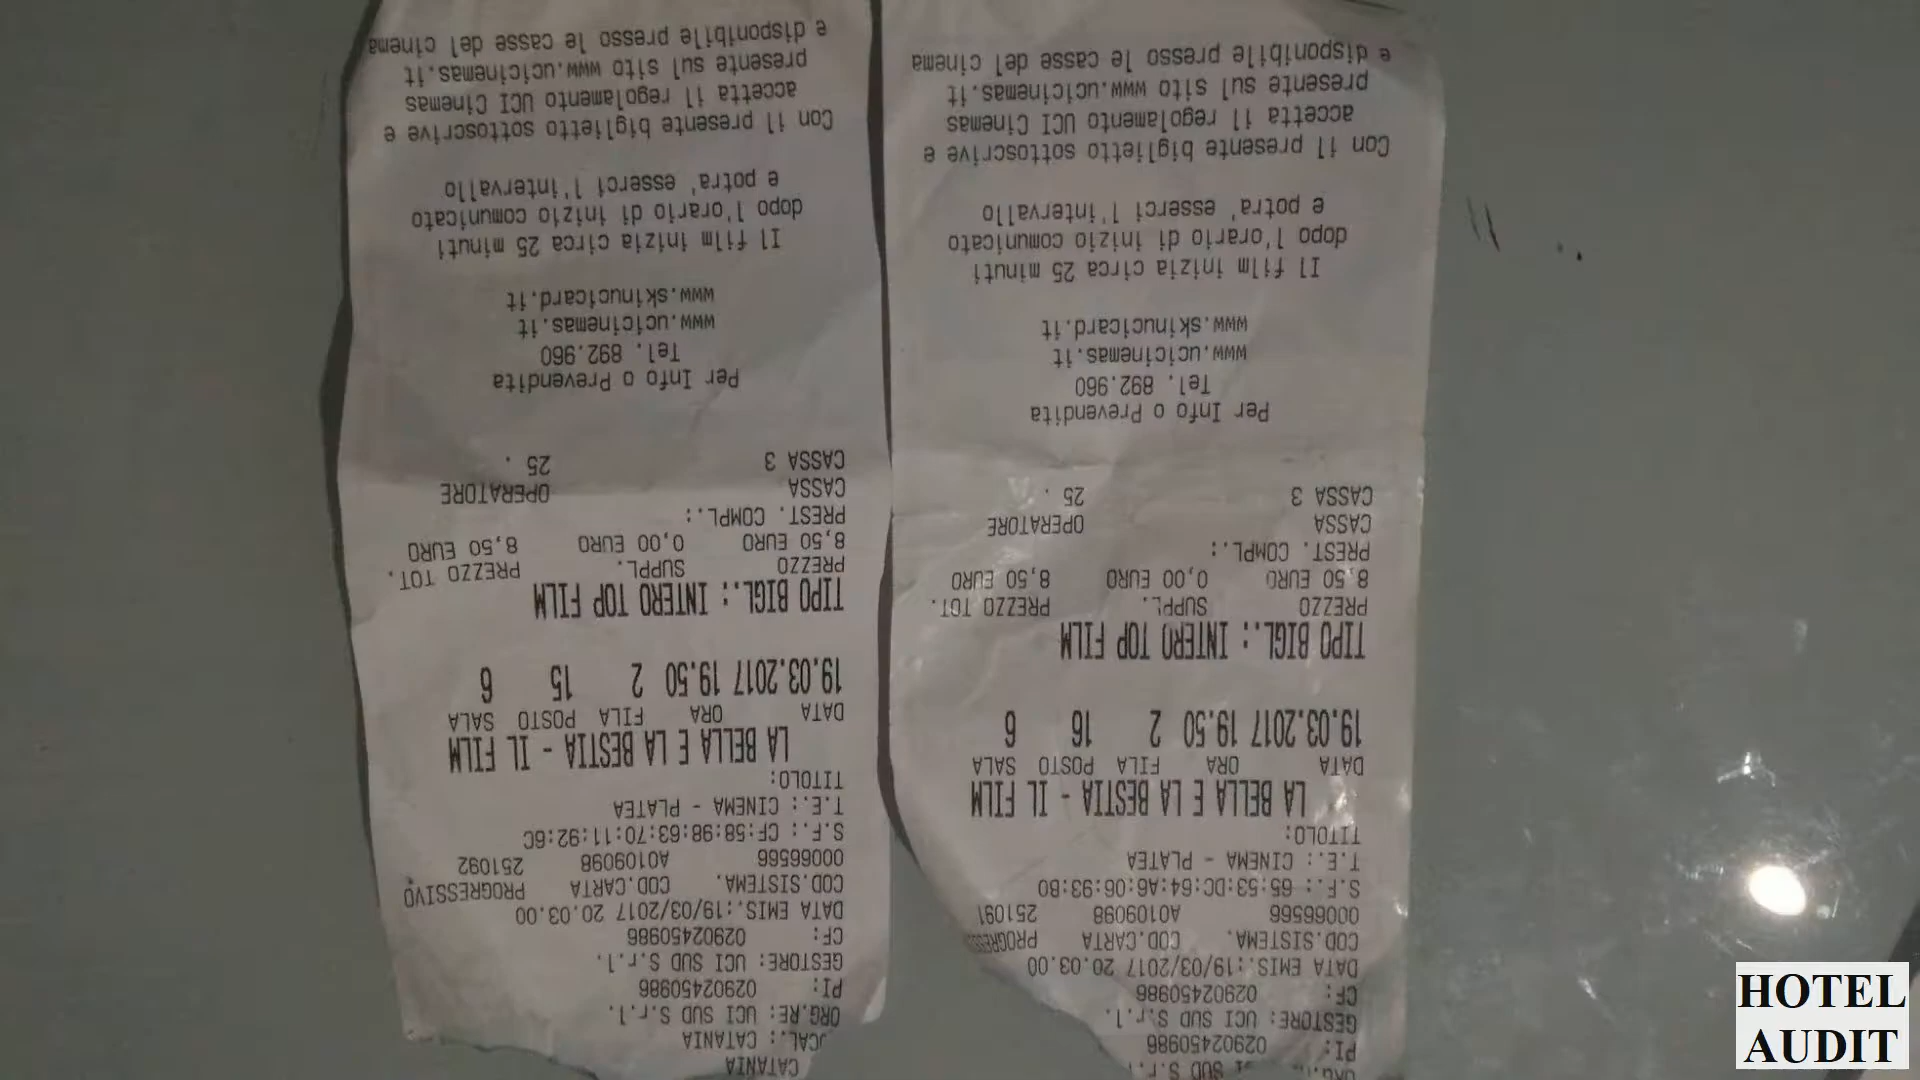 CATANIA
OCAL.: CATANIA
ORG.RE: UCI SUD S.r.l.
PI: 02902450986
GESTORE: UCI SUD S.r.l.
CF: 02902450986
DATA EMIS.:19/03/2017 20.03.00
COD.SISTEMA. COD.CARTA PROGRESSIVO
00066566 A0109098 251092
S.F.: CF:58:98:63:70:11:92:6C
T.E.: CINEMA - PLATEA
TITOLO:
LA BELLA E LA BESTIA - IL FILM
DATA ORA FILA POSTO SALA
19.03.2017 19.50 2 15 6
TIPO BIGL.: INTERO TOP FILM
PREZZO SUPPL. PREZZO TOT.
8,50 EURO 0,00 EURO 8,50 EURO
PREST. COMPL.:
CASSA OPERATORE
CASSA 3 25 .
Per Info o Prevendita
Tel. 892.960
www.ucicinemas.it
www.skinucicard.it
Il film inizia circa 25 minuti
dopo l'orario di inizio comunicato
e potra' esserci l'intervallo
Con il presente biglietto sottoscrive e
accetta il regolamento UCI Cinemas
presente sul sito www.ucicinemas.it
e disponibile presso le casse del cinema
SUD S.r.l.
PI: 02902450986
GESTORE: UCI SUD S.r.l.
CF: 02902450986
DATA EMIS.:19/03/2017 20.03.00
COD.SISTEMA. COD.CARTA PROGRESS
00066566 A0109098 251091
S.F.: 65:53:DC:64:A6:06:93:B0
T.E.: CINEMA - PLATEA
TITOLO:
LA BELLA E LA BESTIA - IL FILM
DATA ORA FILA POSTO SALA
19.03.2017 19.50 2 16 6
TIPO BIGL.: INTERO TOP FILM
PREZZO SUPPL. PREZZO TOT.
8,50 EURO 0,00 EURO 8,50 EURO
PREST. COMPL.:
CASSA OPERATORE
CASSA 3 25 .
Per Info o Prevendita
Tel. 892.960
www.ucicinemas.it
www.skinucicard.it
Il film inizia circa 25 minuti
dopo l'orario di inizio comunicato
e potra' esserci l'intervallo
Con il presente biglietto sottoscrive e
accetta il regolamento UCI Cinemas
presente sul sito www.ucicinemas.it
e disponibile presso le casse del cinema
HOTEL
AUDIT